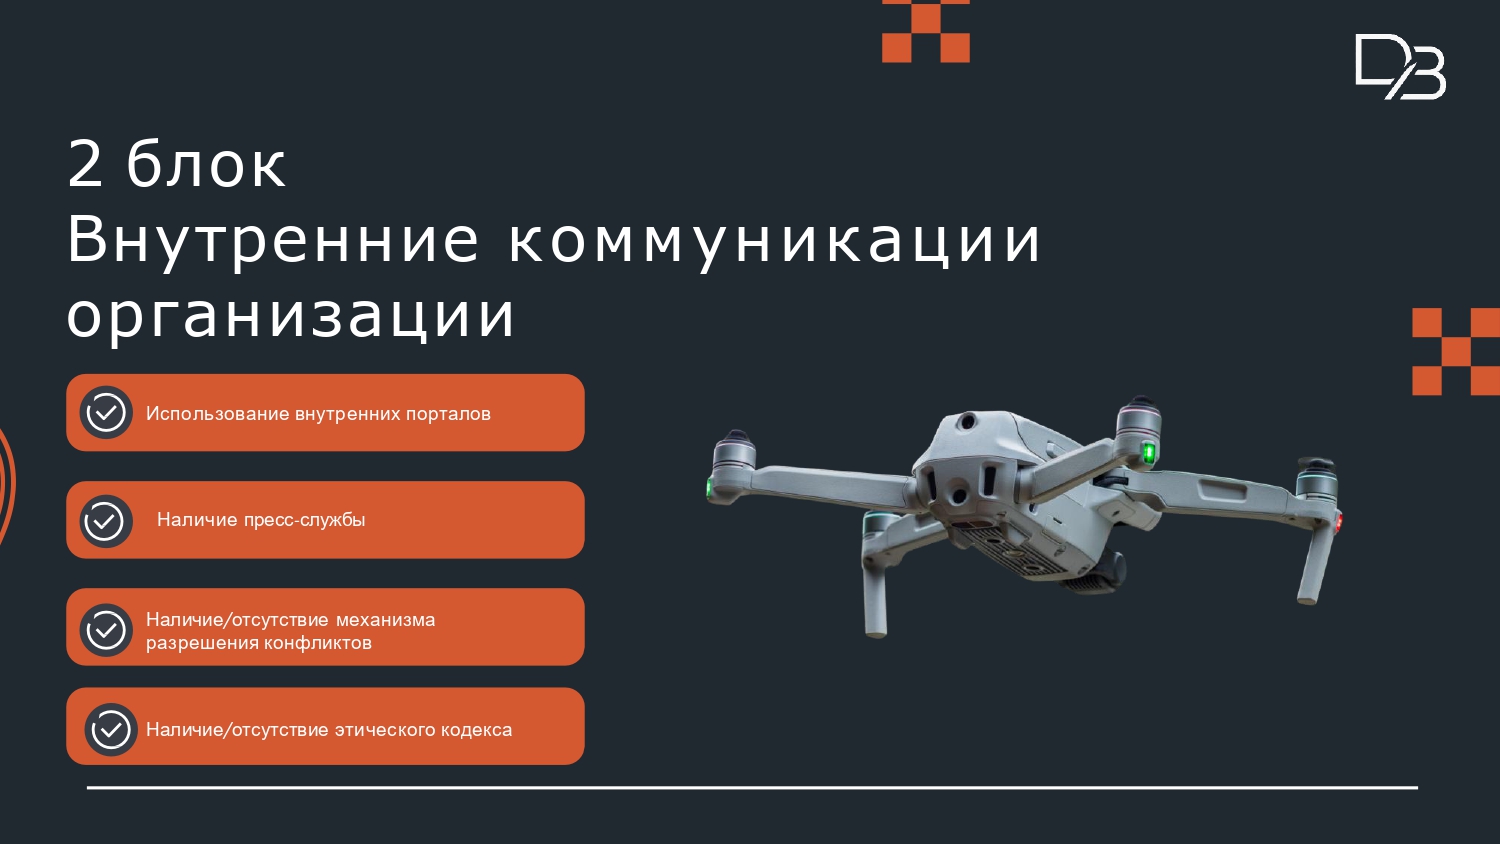 DB
2 блок
Внутренние коммуникации
организации
Использование внутренних порталов
Наличие пресс-службы
Наличие/отсутствие механизма
разрешения конфликтов
Наличие/отсутствие этического кодекса